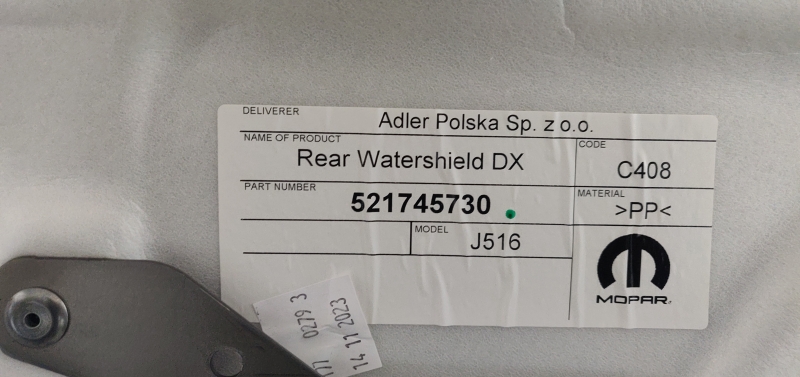 DELIVERER
Adler Polska Sp. z o.o.
NAME OF PRODUCT
Rear Watershield DX
CODE
C408
PART NUMBER
521745730
MATERIAL
>PP<
MODEL
J516
MOPAR
0279 3
14 11 2023